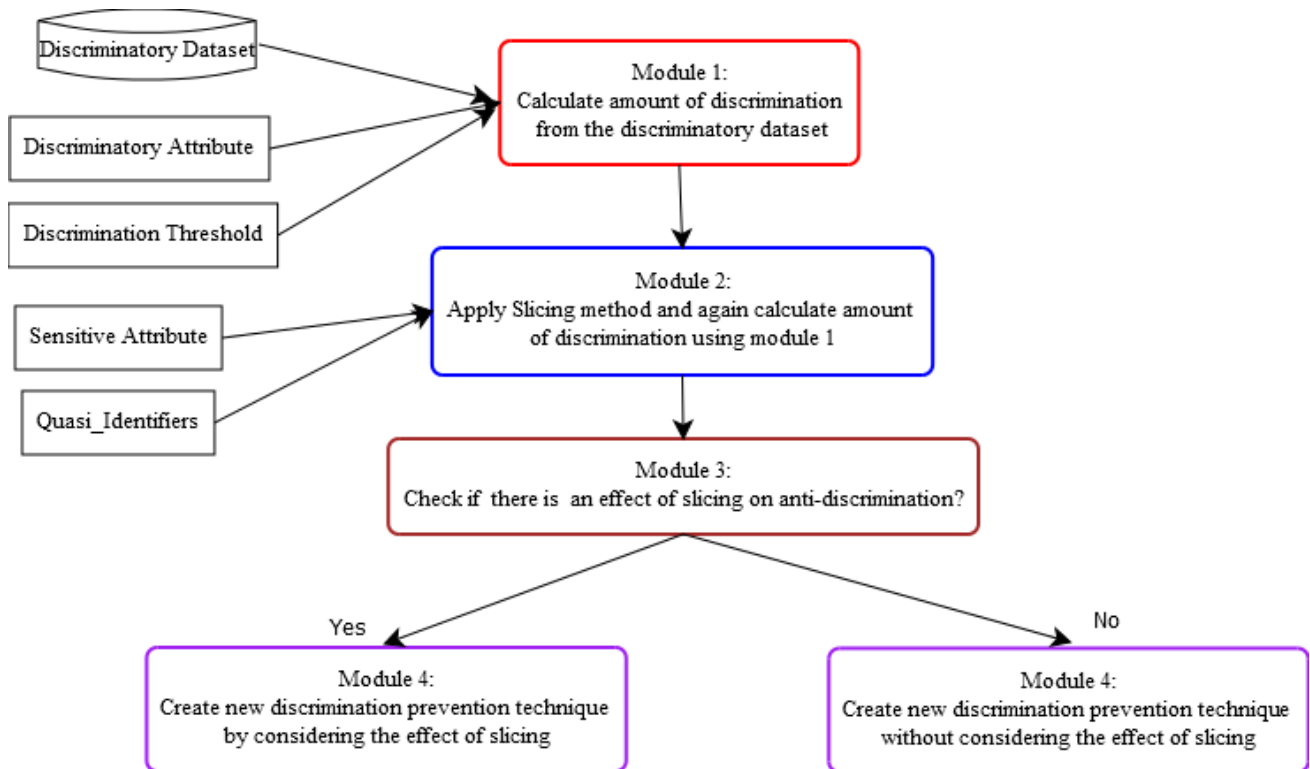 Discriminatory Dataset
Module 1:
Calculate amount of discrimination
from the discriminatory dataset
Discriminatory Attribute
Discrimination Threshold
Module 2:
Apply Slicing method and again calculate amount
of discrimination using module 1
Sensitive Attribute
Quasi_Identifiers
Module 3:
Check if there is an effect of slicing on anti-discrimination?
Yes
No
Module 4:
Create new discrimination prevention technique
by considering the effect of slicing
Module 4:
Create new discrimination prevention technique
without considering the effect of slicing